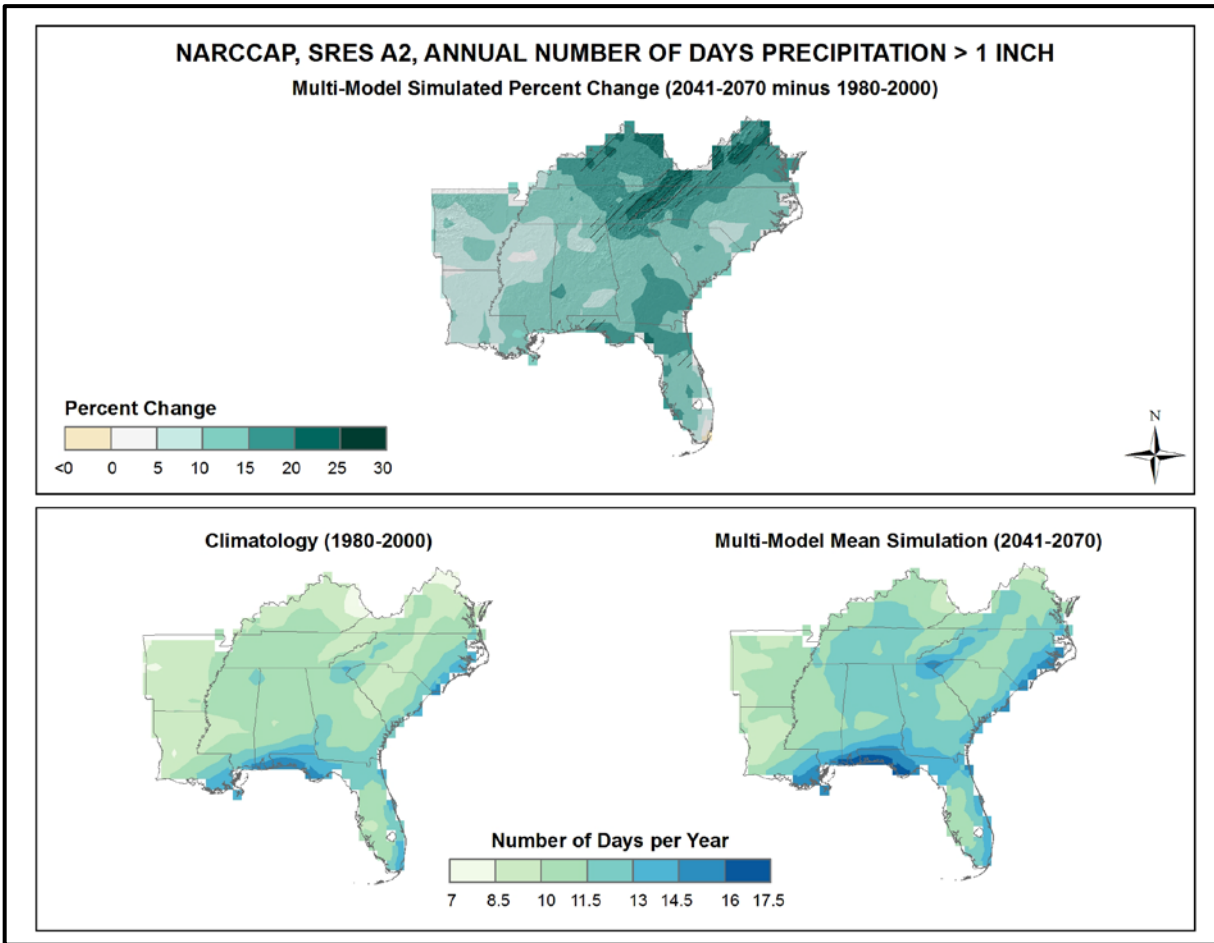 NARCCAP, SRES A2, ANNUAL NUMBER OF DAYS PRECIPITATION > 1 INCH
Multi-Model Simulated Percent Change (2041-2070 minus 1980-2000)
Percent Change
<0 0 5 10 15 20 25 30
N
Climatology (1980-2000)
Multi-Model Mean Simulation (2041-2070)
Number of Days per Year
7 8.5 10 11.5 13 14.5 16 17.5